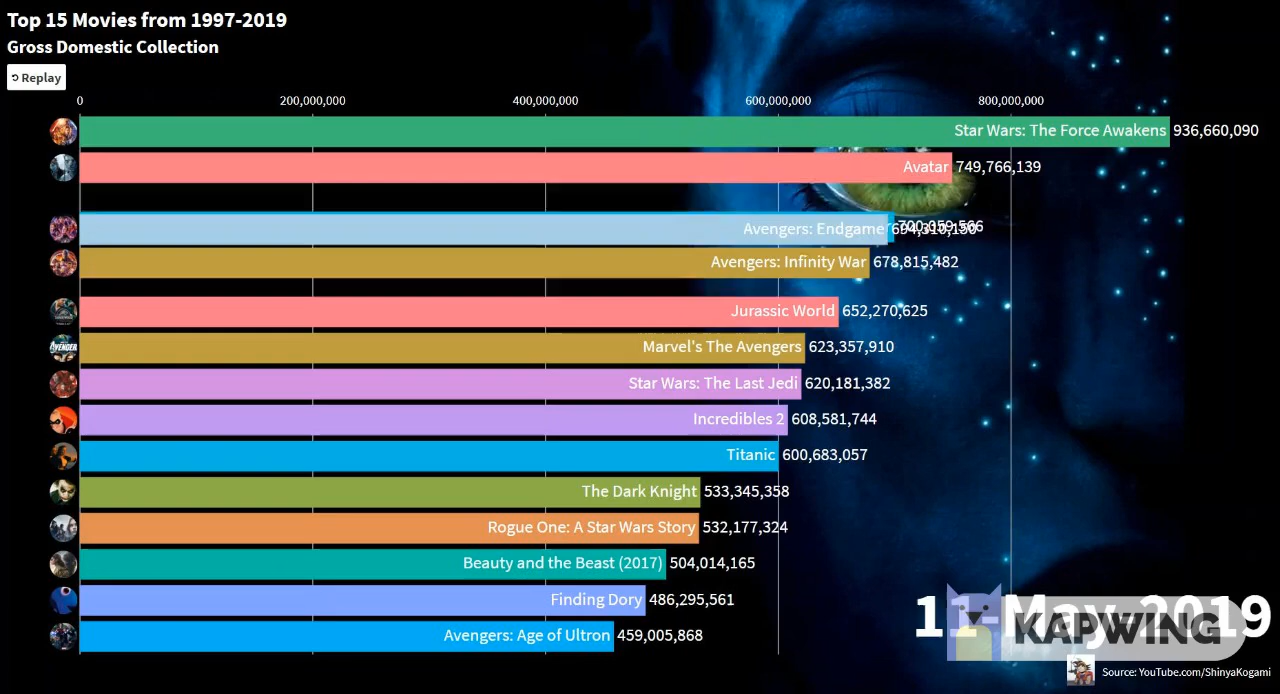 Top 15 Movies from 1997-2019
Gross Domestic Collection
Replay
0 200,000,000 400,000,000 600,000,000 800,000,000
Star Wars: The Force Awakens 936,660,090
Avatar 749,766,139
Avengers: Endgame
Avengers: Infinity War 678,815,482
Jurassic World 652,270,625
Marvel's The Avengers 623,357,910
Star Wars: The Last Jedi 620,181,382
Incredibles 2 608,581,744
Titanic 600,683,057
The Dark Knight 533,345,358
Rogue One: A Star Wars Story 532,177,324
Beauty and the Beast (2017) 504,014,165
Finding Dory 486,295,561
Avengers: Age of Ultron 459,005,868
11 May 2019
KAPWING
Source: YouTube.com/ShinyaKogami